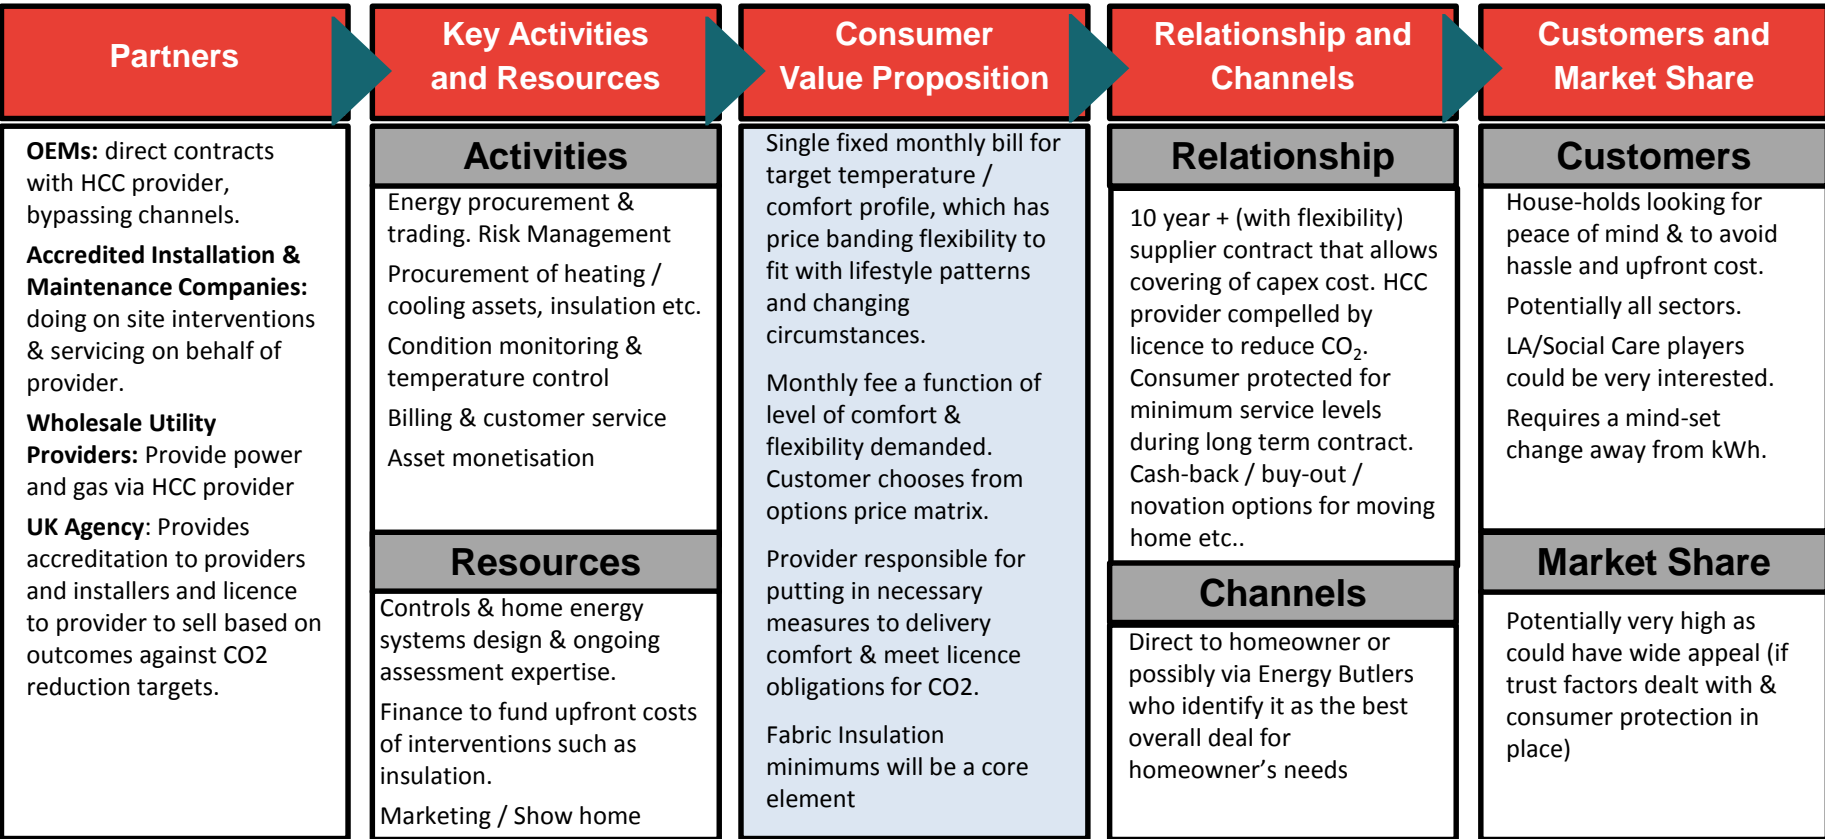 Partners
OEMs: direct contracts
with HCC provider,
bypassing channels.
Accredited Installation &
Maintenance Companies:
doing on site interventions
& servicing on behalf of
provider.
Wholesale Utility
Providers: Provide power
and gas via HCC provider
UK Agency: Provides
accreditation to providers
and installers and licence
to provider to sell based on
outcomes against CO2
reduction targets.
Key Activities
and Resources
Activities
Energy procurement &
trading. Risk Management
Procurement of heating /
cooling assets, insulation etc.
Condition monitoring &
temperature control
Billing & customer service
Asset monetisation
Resources
Controls & home energy
systems design & ongoing
assessment expertise.
Finance to fund upfront costs
of interventions such as
insulation.
Marketing / Show home
Consumer
Value Proposition
Single fixed monthly bill for
target temperature /
comfort profile, which has
price banding flexibility to
fit with lifestyle patterns
and changing
circumstances.
Monthly fee a function of
level of comfort &
flexibility demanded.
Customer chooses from
options price matrix.
Provider responsible for
putting in necessary
measures to delivery
comfort & meet licence
obligations for CO2.
Fabric Insulation
minimums will be a core
element
Relationship and
Channels
Relationship
10 year + (with flexibility)
supplier contract that allows
covering of capex cost. HCC
provider compelled by
licence to reduce CO₂.
Consumer protected for
minimum service levels
during long term contract.
Cash-back / buy-out /
novation options for moving
home etc..
Channels
Direct to homeowner or
possibly via Energy Butlers
who identify it as the best
overall deal for
homeowner’s needs
Customers and
Market Share
Customers
House-holds looking for
peace of mind & to avoid
hassle and upfront cost.
Potentially all sectors.
LA/Social Care players
could be very interested.
Requires a mind-set
change away from kWh.
Market Share
Potentially very high as
could have wide appeal (if
trust factors dealt with &
consumer protection in
place)